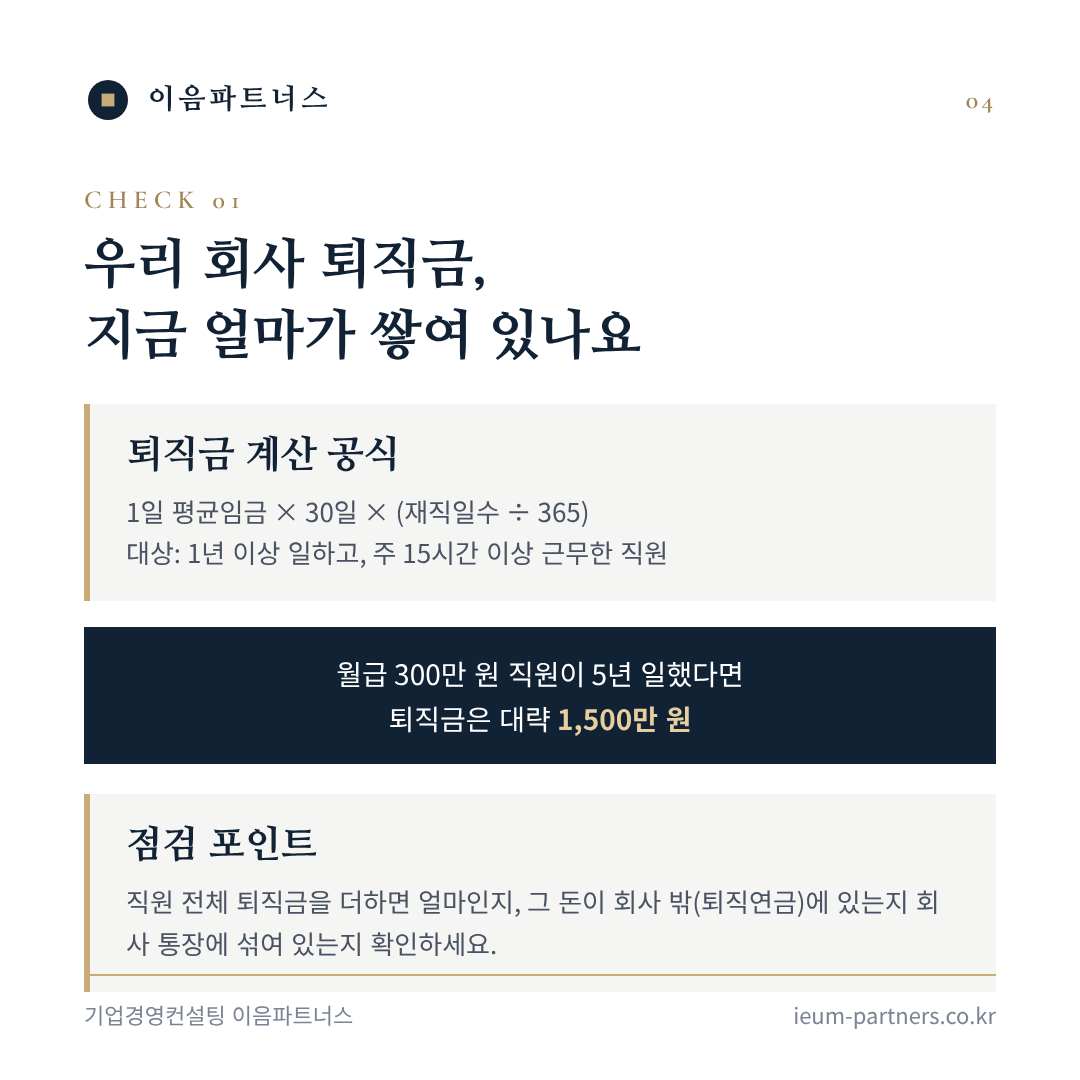 이음파트너스
04
CHECK 01
우리 회사 퇴직금,
지금 얼마가 쌓여 있나요
퇴직금 계산 공식
1일 평균임금 × 30일 × (재직일수 ÷ 365)
대상: 1년 이상 일하고, 주 15시간 이상 근무한 직원
월급 300만 원 직원이 5년 일했다면
퇴직금은 대략 1,500만 원
점검 포인트
직원 전체 퇴직금을 더하면 얼마인지, 그 돈이 회사 밖(퇴직연금)에 있는지 회
사 통장에 섞여 있는지 확인하세요.
기업경영컨설팅 이음파트너스
ieum-partners.co.kr